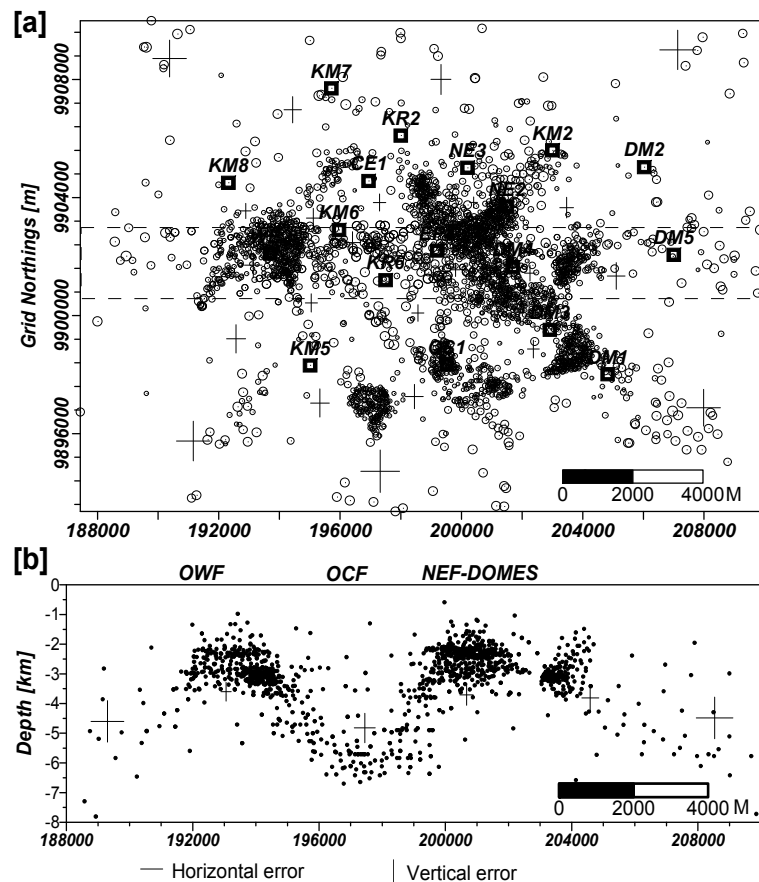 [a]
9908000
9904000
9900000
9896000
Grid Northings [m]
KM7
KR2
NE3
KM2
DM2
KM8
CE1
NE2
KM6
DM5
KR6
DM3
KM5
DM1
0 2000 4000M
188000 192000 196000 200000 204000 208000
[b]
OWF OCF NEF-DOMES
0
-1
-2
-3
-4
-5
-6
-7
-8
Depth [km]
0 2000 4000 M
188000 192000 196000 200000 204000 208000
Horizontal error
Vertical error